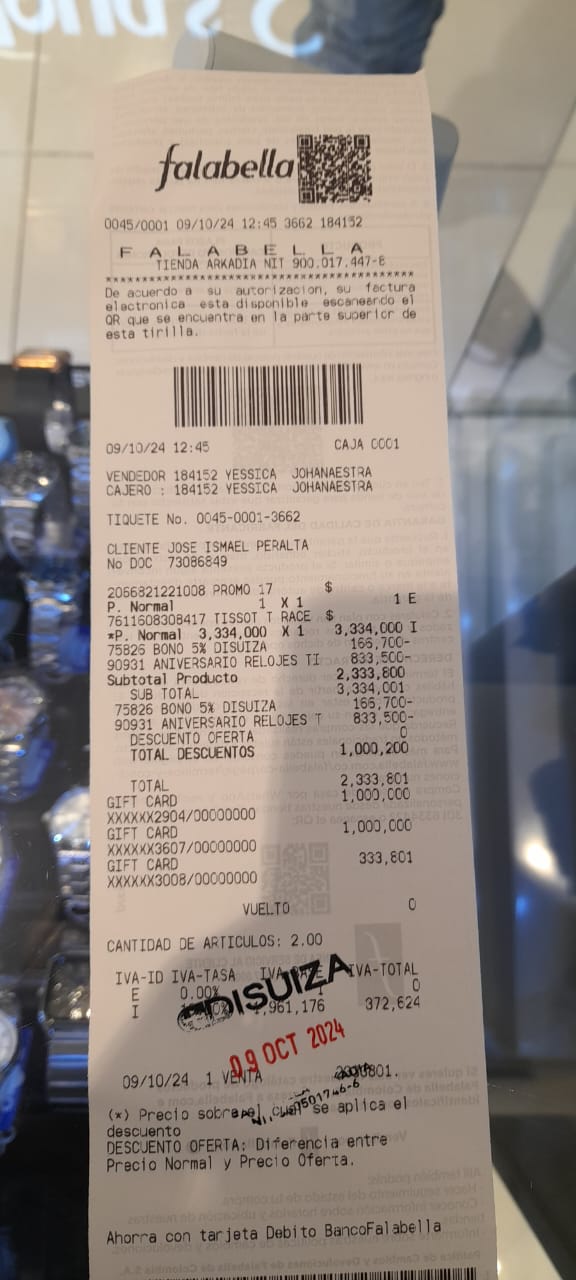 falabella
0045/0001 09/10/24 12:45 3662 184152
F A L A B E L L A
TIENDA ARKADIA NIT 900.017.447-8
****************************************
De acuerdo a su autorizacion, su factura
electronica esta disponible escaneando el
QR que se encuentra en la parte superior de
esta tirilla.
09/10/24 12:45 CAJA 0001
VENDEDOR 184152 YESSICA JOHANAESTRA
CAJERO : 184152 YESSICA JOHANAESTRA
TIQUETE No. 0045-0001-3662
CLIENTE JOSE ISMAEL PERALTA
No DOC 73086849
2066821221008 PROMO 17 $
P. Normal 1 X 1 1 E
7611608308417 TISSOT T RACE $
*P. Normal 3,334,000 X 1 3,334,000 I
75826 BONO 5% DISUIZA 166,700-
90931 ANIVERSARIO RELOJES TI 833,500-
Subtotal Producto 2,333,800
SUB TOTAL 3,334,001
75826 BONO 5% DISUIZA 166,700-
90931 ANIVERSARIO RELOJES T 833,500-
DESCUENTO OFERTA 0
TOTAL DESCUENTOS 1,000,200
TOTAL 2,333,801
GIFT CARD 1,000,000
XXXXXX2904/00000000
GIFT CARD 1,000,000
XXXXXX3607/00000000
GIFT CARD 333,801
XXXXXX3008/00000000
VUELTO 0
CANTIDAD DE ARTICULOS: 2.00
IVA-ID IVA-TASA IVA-TOTAL
E 0.00% 0
I 1,961,176 372,624
DISUIZA
09 OCT 2024
09/10/24 1 VENTA
(*) Precio sobre el se aplica el
descuento
DESCUENTO OFERTA: Diferencia entre
Precio Normal y Precio Oferta.
Ahorra con tarjeta Debito BancoFalabella